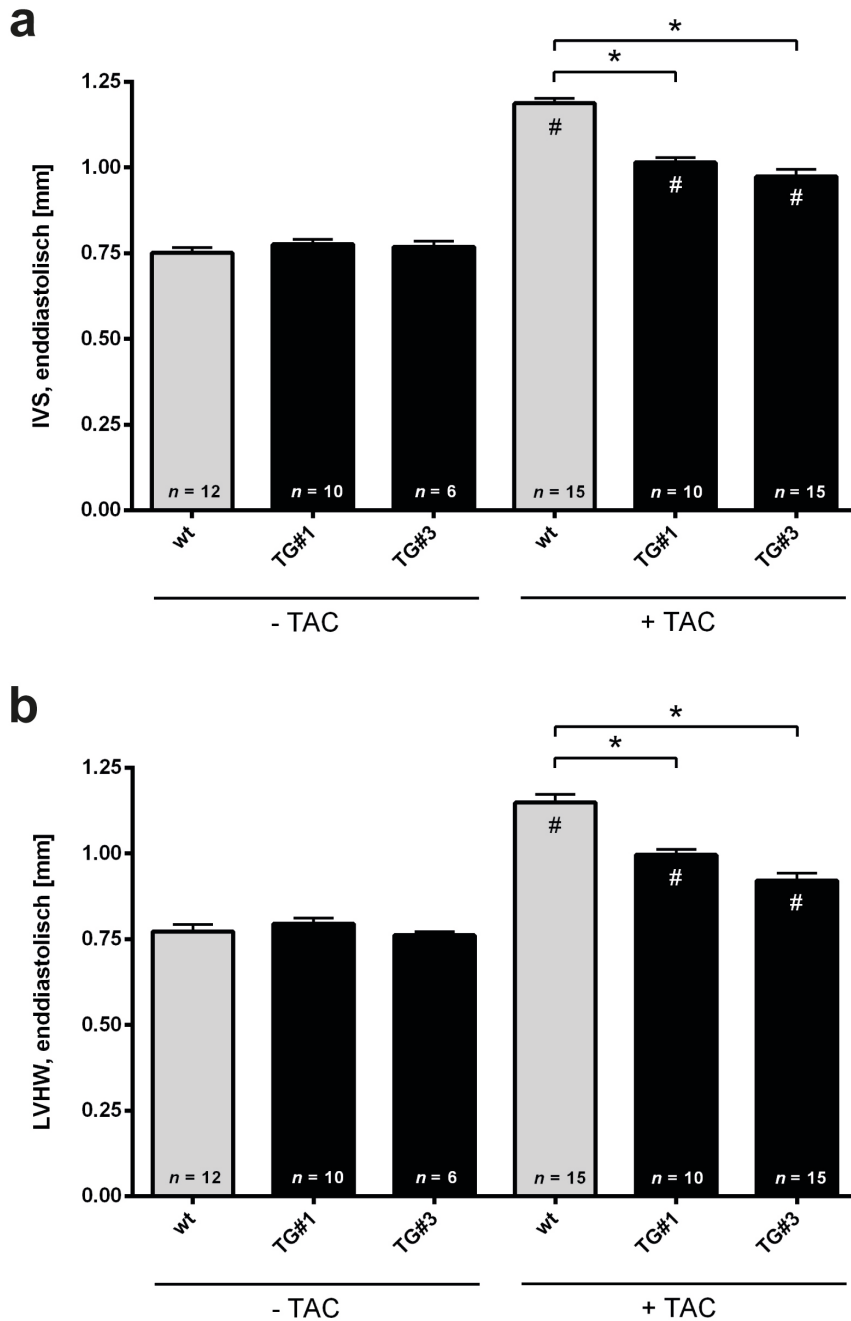 a
* 
*
1.25
1.00
0.75
0.50
0.25
0.00
IVS, enddiastolisch [mm]
# # #
n = 12 n = 10 n = 6 n = 15 n = 10 n = 15
wt TG#1 TG#3 wt TG#1 TG#3
- TAC + TAC
b
*
*
1.25
1.00
0.75
0.50
0.25
0.00
LVHW, enddiastolisch [mm]
# # #
n = 12 n = 10 n = 6 n = 15 n = 10 n = 15
wt TG#1 TG#3 wt TG#1 TG#3
- TAC + TAC